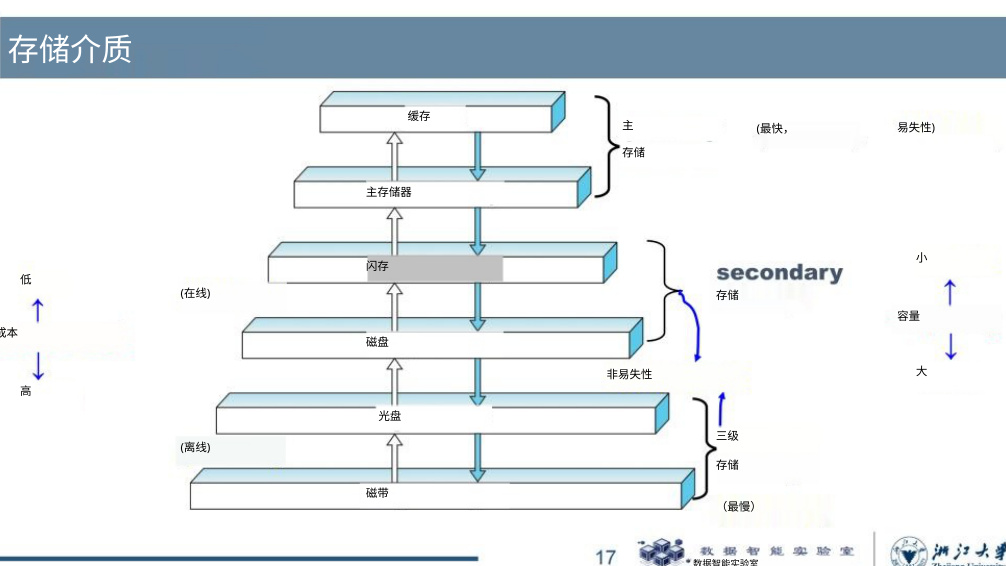 存储介质
缓存
主
存储
(最快，
易失性)
主存储器
闪存
secondary
存储
(在线)
低
成本
高
小
容量
大
磁盘
非易失性
光盘
三级
存储
(离线)
磁带
（最慢）
17
数据智能实验室
*数据智能实验室
浙江大学